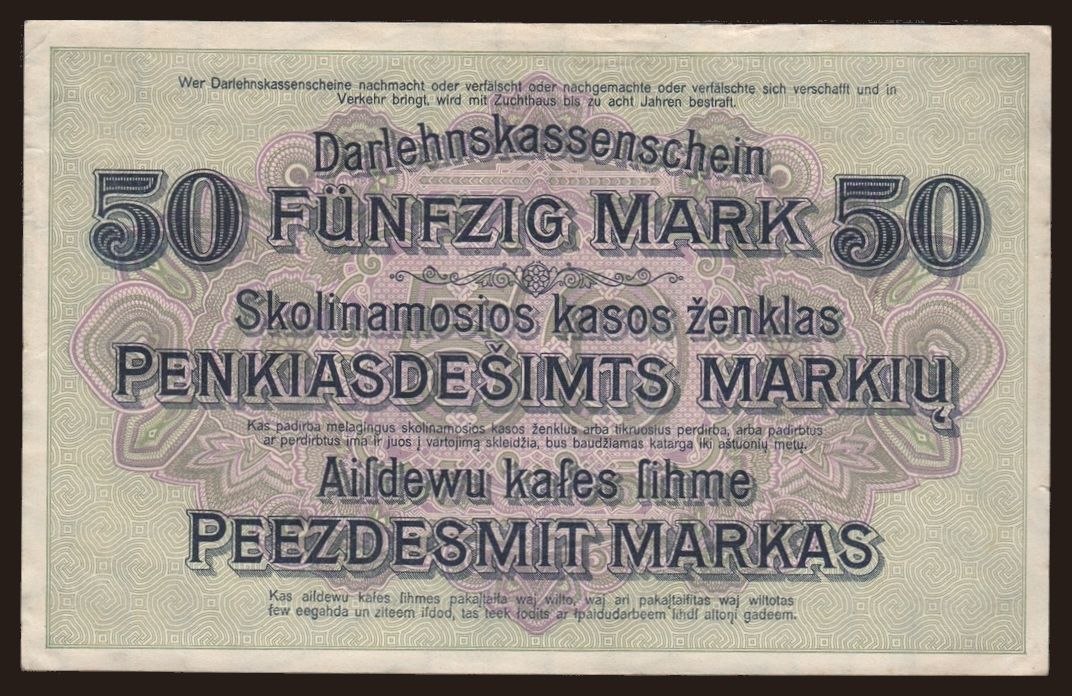 Wer Darlehnskassenscheine nachmacht oder verfälscht oder nachgemachte oder verfälschte sich verschafft und in
Verkehr bringt, wird mit Zuchthaus bis zu acht Jahren bestraft.
Darlehnskassenschein
50 FÜNFZIG MARK 50
Skolinamosios kasos ženklas
PENKIASDEŠIMTS MARKIŲ
Kas padirba melagingus skolinamosios kasos ženklus arba tikruosius perdirba, arba padirbtus
ar perdirbtus ima ir juos į vartojimą skleidžia, bus baudžiamas katarga iki aštuonių metų.
Aiſdewu kaſes ſihme
PEEZDESMIT MARKAS
Kas aiſdewu kaſes ſihmes pakaļtaiſa waj wilto, waj ari pakaļtaiſitas waj wiltotas
few eegahda un ziteem iſdod, tas teek ſodits ar ſpaidudarbeem lihdſ aſtoņi gadeem.